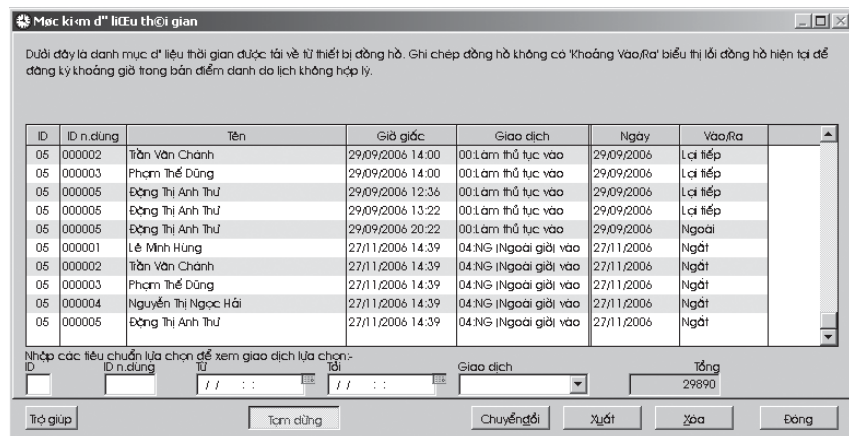 Møc ki‹m d" liŒu th©i gian
Dưới đây là danh mục d" liệu thời gian được tải về từ thiết bị đồng hồ. Ghi chép đồng hồ không có 'Khoảng Vào/Ra' biểu thị lỗi đồng hồ hiện tại để
đăng ký khoảng giờ trong bản điểm danh do lịch không hợp lý.
ID ID n.dùng Tên Giờ giấc Giao dịch Ngày Vào/Ra
05 000002 Trần Văn Chánh 29/09/2006 14:00 00:Làm thủ tục vào 29/09/2006 Lại tiếp
05 000003 Phạm Thế Dũng 29/09/2006 14:00 00:Làm thủ tục vào 29/09/2006 Lại tiếp
05 000005 Đặng Thị Anh Thư 29/09/2006 12:36 00:Làm thủ tục vào 29/09/2006 Lại tiếp
05 000005 Đặng Thị Anh Thư 29/09/2006 13:22 00:Làm thủ tục vào 29/09/2006 Lại tiếp
05 000005 Đặng Thị Anh Thư 29/09/2006 20:22 00:Làm thủ tục vào 29/09/2006 Ngoài
05 000001 Lê Minh Hùng 27/11/2006 14:39 04:NG (Ngoài giờ) vào 27/11/2006 Ngắt
05 000002 Trần Văn Chánh 27/11/2006 14:39 04:NG (Ngoài giờ) vào 27/11/2006 Ngắt
05 000003 Phạm Thế Dũng 27/11/2006 14:39 04:NG (Ngoài giờ) vào 27/11/2006 Ngắt
05 000004 Nguyễn Thị Ngọc Hải 27/11/2006 14:39 04:NG (Ngoài giờ) vào 27/11/2006 Ngắt
05 000005 Đặng Thị Anh Thư 27/11/2006 14:39 04:NG (Ngoài giờ) vào 27/11/2006 Ngắt
Nhập các tiêu chuẩn lựa chọn để xem giao dịch lựa chọn:-
ID ID n.dùng Từ Tới Giao dịch Tổng
/ / : : / / : : 29890
Trợ giúp Tạm dừng Chuyển đổi Xuất Xóa Đóng